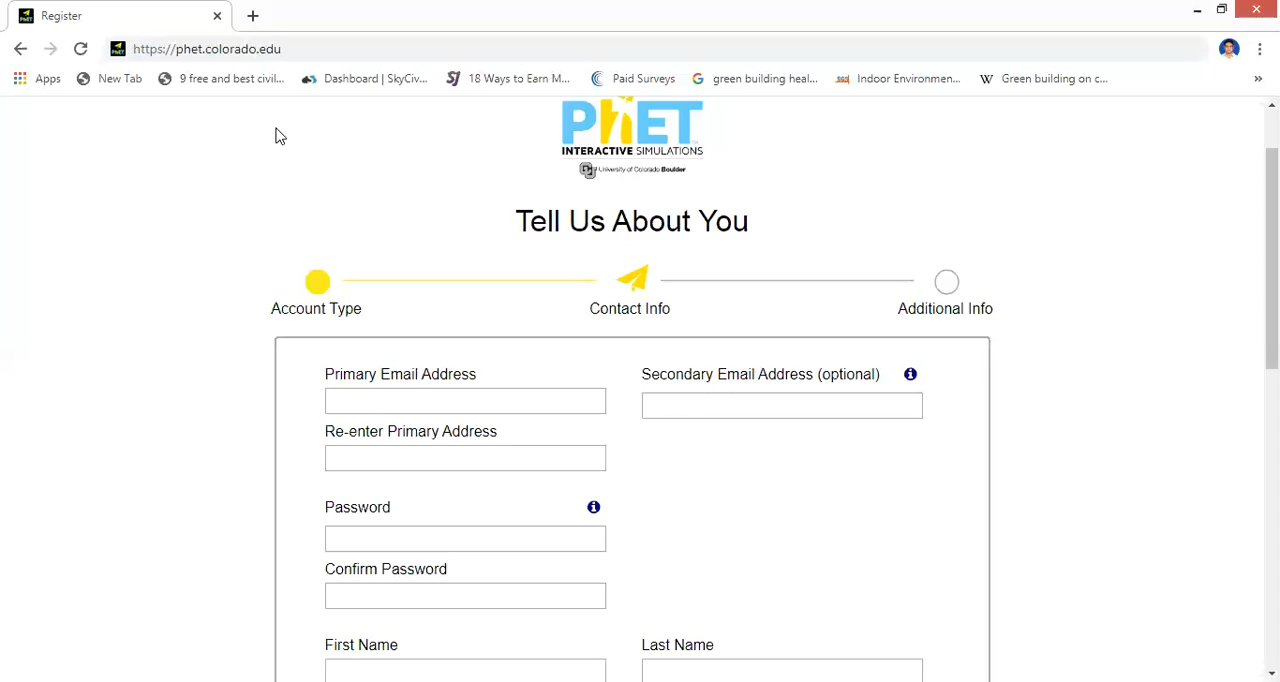 Register
https://phet.colorado.edu
Apps New Tab 9 free and best civil... Dashboard | SkyCiv... 18 Ways to Earn M... Paid Surveys green building heal... Indoor Environmen... Green building on c...
PhET
INTERACTIVE SIMULATIONS
University of Colorado Boulder
Tell Us About You
Account Type Contact Info Additional Info
Primary Email Address Secondary Email Address (optional)
Re-enter Primary Address
Password
Confirm Password
First Name Last Name